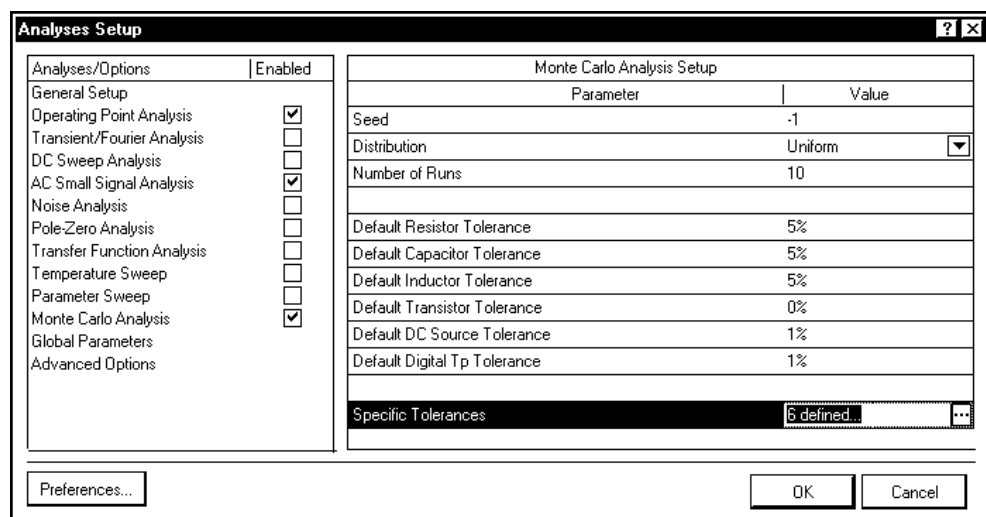 Analyses Setup
Analyses/Options Enabled
General Setup
Operating Point Analysis
Transient/Fourier Analysis
DC Sweep Analysis
AC Small Signal Analysis
Noise Analysis
Pole-Zero Analysis
Transfer Function Analysis
Temperature Sweep
Parameter Sweep
Monte Carlo Analysis
Global Parameters
Advanced Options
Monte Carlo Analysis Setup
Parameter Value
Seed -1
Distribution Uniform
Number of Runs 10
Default Resistor Tolerance 5%
Default Capacitor Tolerance 5%
Default Inductor Tolerance 5%
Default Transistor Tolerance 0%
Default DC Source Tolerance 1%
Default Digital Tp Tolerance 1%
Specific Tolerances 6 defined... ...
Preferences... OK Cancel